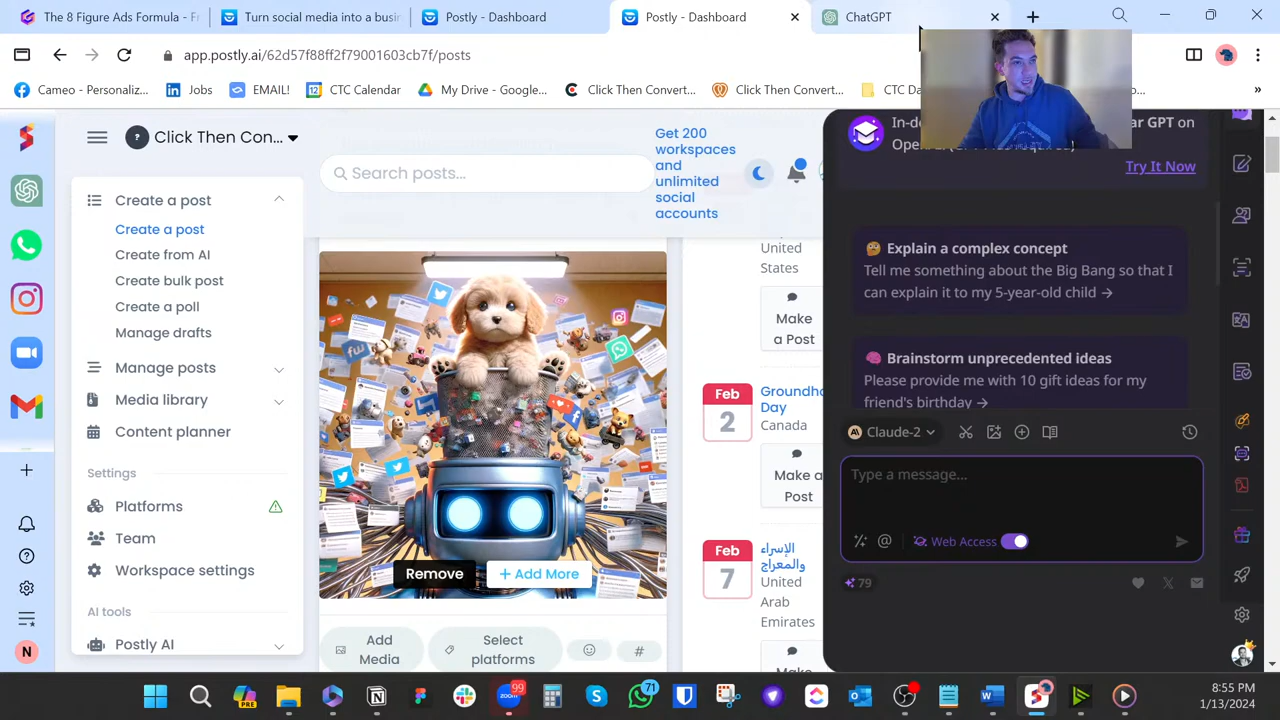 The 8 Figure Ads Formula - F
Turn social media into a busin
Postly - Dashboard
Postly - Dashboard
ChatGPT
app.postly.ai/62d57f88ff2f79001603cb7f/posts
Cameo - Personaliz...
Jobs
EMAIL!
CTC Calendar
My Drive - Google...
Click Then Convert...
Click Then Convert...
CTC Da
»
? Click Then Con...
Search posts...
Get 200
workspaces
and
unlimited
social
accounts
Create a post
Create a post
Create from AI
Create bulk post
Create a poll
Manage drafts
Manage posts
Media library
Content planner
Settings
Platforms
Team
Workspace settings
AI tools
Postly AI
N
Remove
+ Add More
Add
Media
Select
platforms
#
United
States
Make
a Post
Feb
2
Groundho
Day
Canada
Make a
Post
Feb
7
الإسراء
والمعراج
United
Arab
Emirates
Make
ar GPT on
Try It Now
Explain a complex concept
Tell me something about the Big Bang so that I
can explain it to my 5-year-old child →
Brainstorm unprecedented ideas
Please provide me with 10 gift ideas for my
friend's birthday →
Claude-2
Type a message...
@ Web Access
79
PRE
99
zoom
71
8:55 PM
1/13/2024